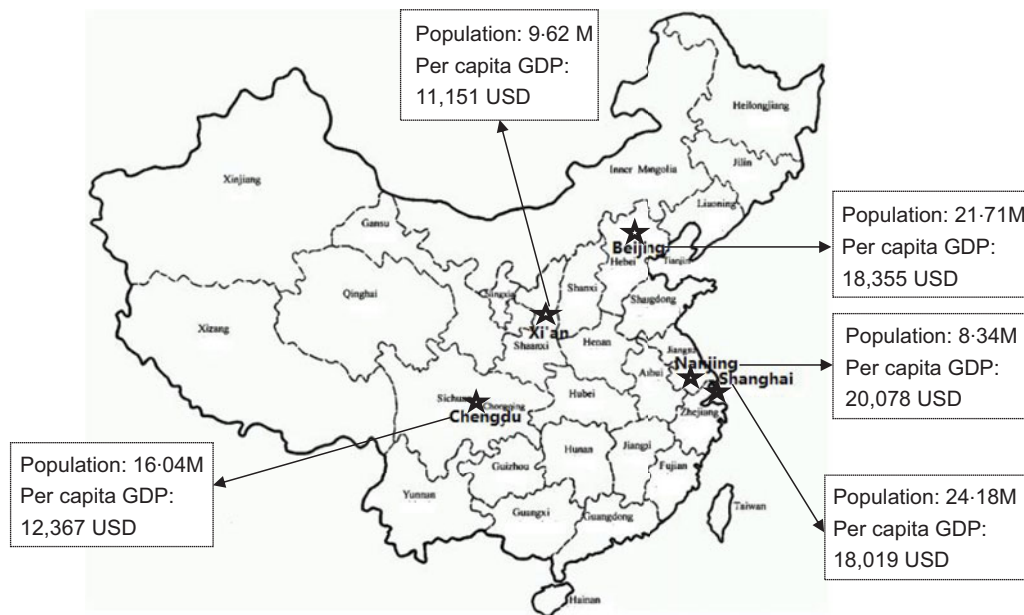 Population: 9·62 M
Per capita GDP:
11,151 USD
Heilongjiang
Jilin
Inner Mongolia
Xinjiang
Liaoning
Gansu
Population: 21·71M
Per capita GDP:
18,355 USD
Beijing
Hebei
Tianjin
Qinghai
Ningxia
Shanxi
Shangdong
Xizang
Xi'an
Shaanxi
Henan
Population: 8·34M
Per capita GDP:
20,078 USD
Jiangsu
Nanjing
Shanghai
Anhui
Sichuan
Chongqing
Chengdu
Hubei
Zhejiang
Population: 16·04M
Per capita GDP:
12,367 USD
Guizhou
Hunan
Jiangxi
Fujian
Yunnan
Guangxi
Guangdong
Taiwan
Population: 24·18M
Per capita GDP:
18,019 USD
Hainan